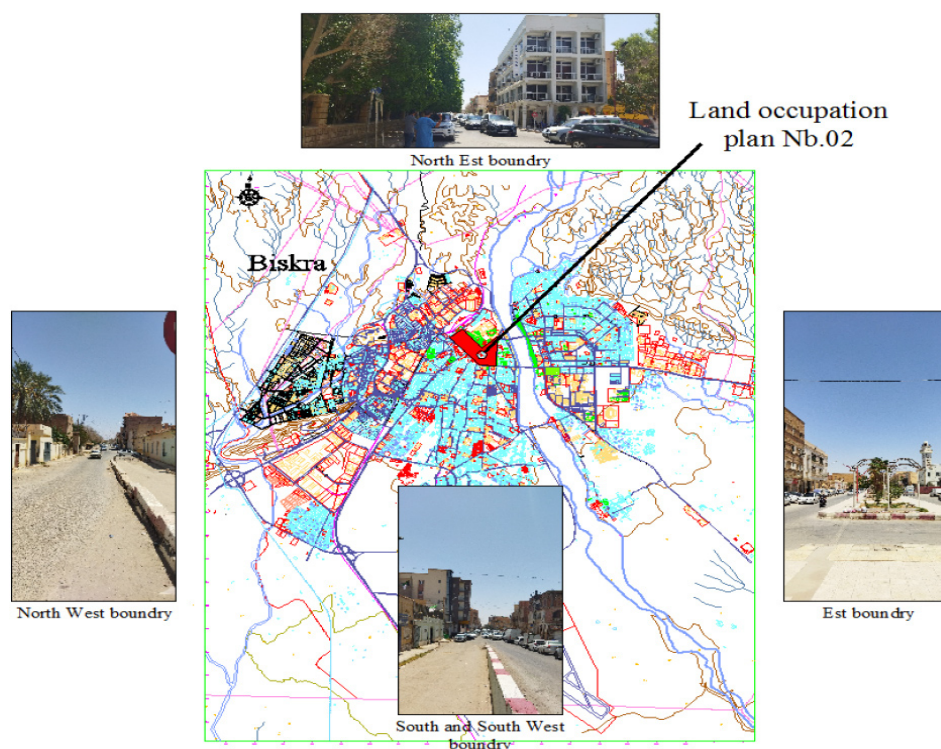 North Est boundry
Land occupation
plan Nb.02
Biskra
North West boundry
Est boundry
South and South West
boundry